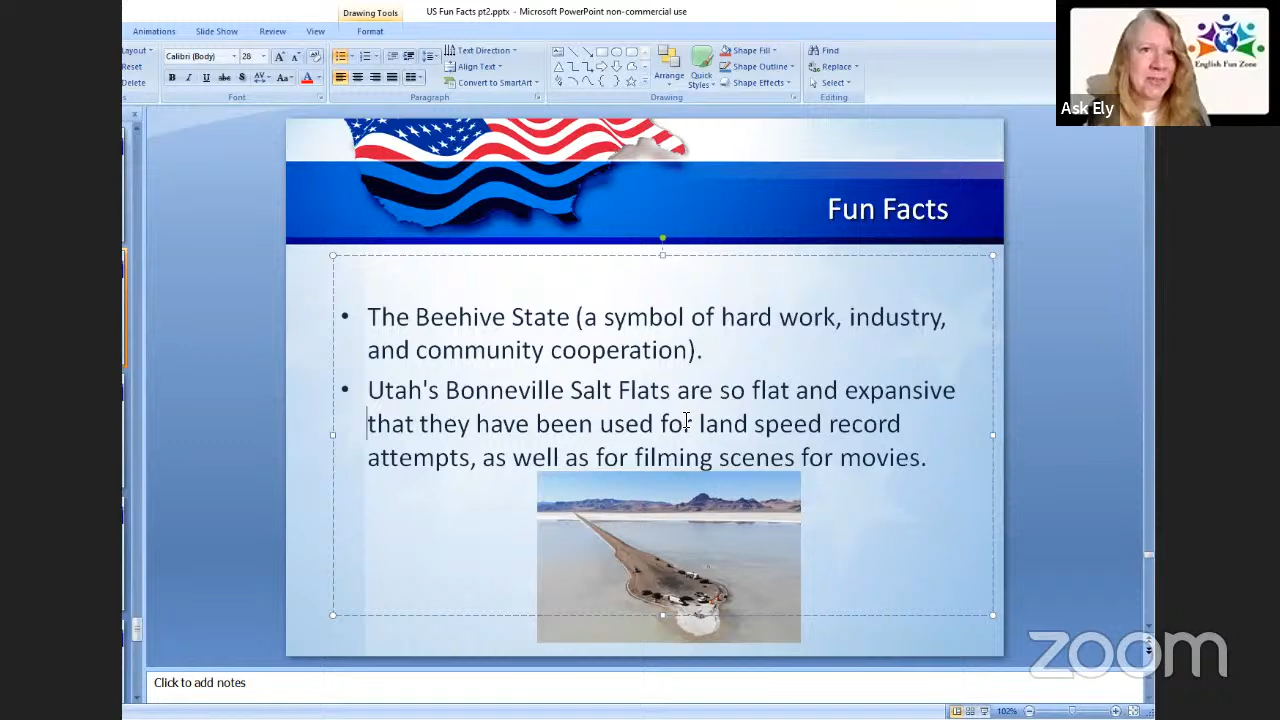 Drawing Tools
US Fun Facts pt2.pptx - Microsoft PowerPoint non-commercial use
Animations
Slide Show
Review
View
Format
Layout
Reset
Delete
Calibri (Body)
28
Font
Text Direction
Align Text
Convert to SmartArt
Paragraph
Arrange
Quick Styles
Shape Fill
Shape Outline
Shape Effects
Drawing
Find
Replace
Select
Editing
English Fun Zone
Ask Ely
Fun Facts
• The Beehive State (a symbol of hard work, industry,
and community cooperation).
• Utah's Bonneville Salt Flats are so flat and expansive
that they have been used for land speed record
attempts, as well as for filming scenes for movies.
zoom
Click to add notes
102%